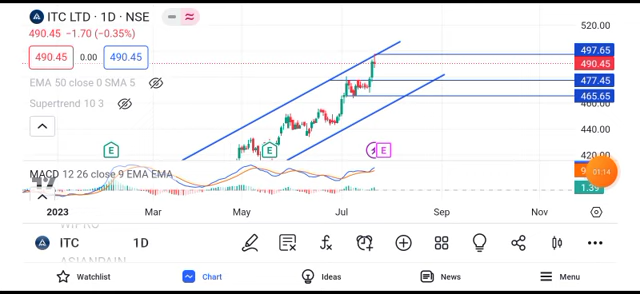 ITC LTD · 1D · NSE
490.45 −1.70 (−0.35%)
490.45 0.00 490.45
EMA 50 close 0 SMA 5
Supertrend 10 3
520.00
497.65
490.45
477.45
465.65
460.00
440.00
420.00
E E E
MACD 12 26 close 9 EMA EMA
01:14
1.39
2023 Mar May Jul Sep Nov
WIPRO
ITC 1D
ASIANPAIN
Watchlist Chart Ideas News Menu